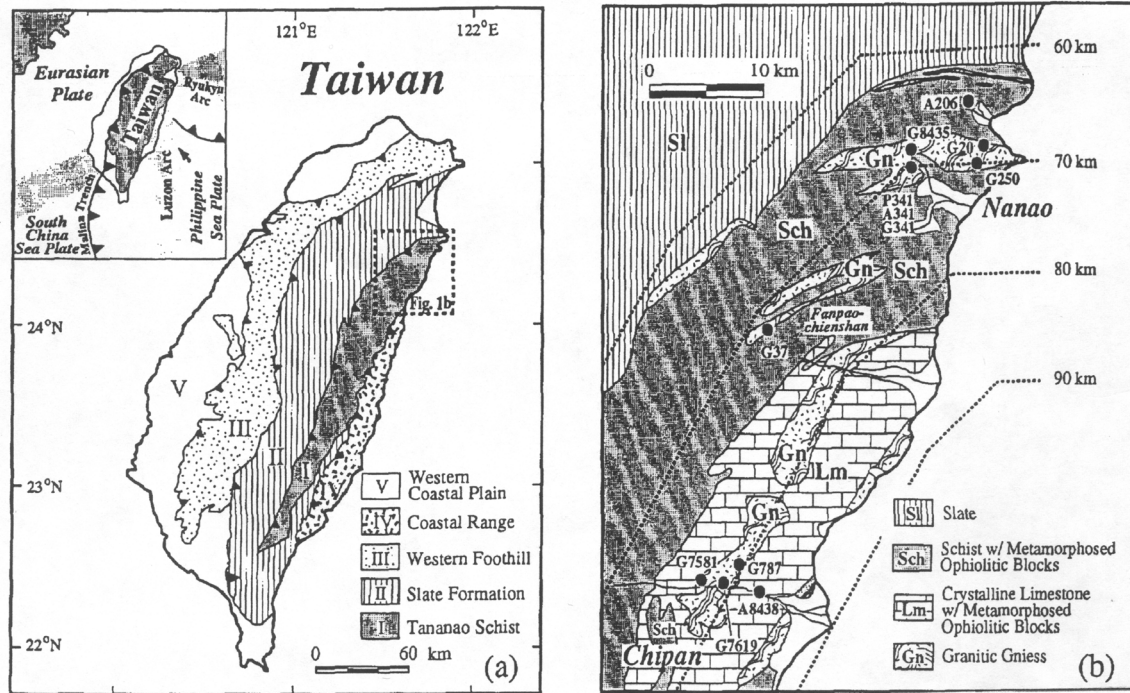 121°E
122°E
Taiwan
Eurasian
Plate
Ryukyu
Arc
Taiwan
Manila Trench
Luzon Arc
Philippine
Sea Plate
South
China
Sea Plate
24°N
23°N
22°N
Fig. 1b
V
III
II
I
IV
V Western
Coastal Plain
IV Coastal Range
III Western Foothill
II Slate Formation
I Tananao Schist
0 60 km
(a)
0 10 km
60 km
70 km
80 km
90 km
Sl
A206
G8435
G20
Gn
G250
P341
A341
G341
Nanao
Sch
Gn
Sch
Fanpao-
chienshan
G37
Gn
Lm
Gn
G7581
G787
A8438
Sch
G7619
Chipan
Sl Slate
Sch Schist w/ Metamorphosed
Ophiolitic Blocks
Lm Crystalline Limestone
w/ Metamorphosed
Ophiolitic Blocks
Gn Granitic Gniess
(b)